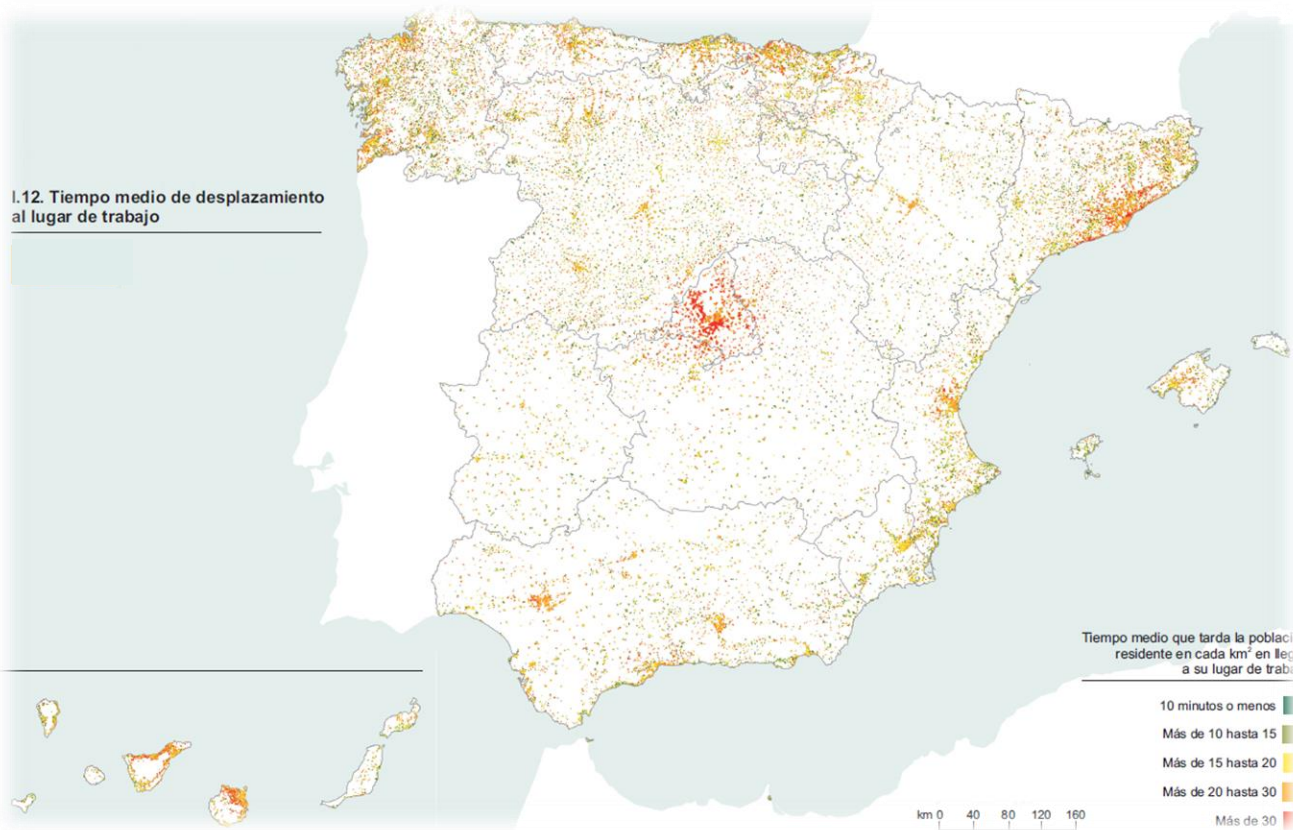 I.12. Tiempo medio de desplazamiento
al lugar de trabajo
Tiempo medio que tarda la població
residente en cada km² en lleg
a su lugar de traba
10 minutos o menos
Más de 10 hasta 15
Más de 15 hasta 20
Más de 20 hasta 30
Más de 30
km 0 40 80 120 160